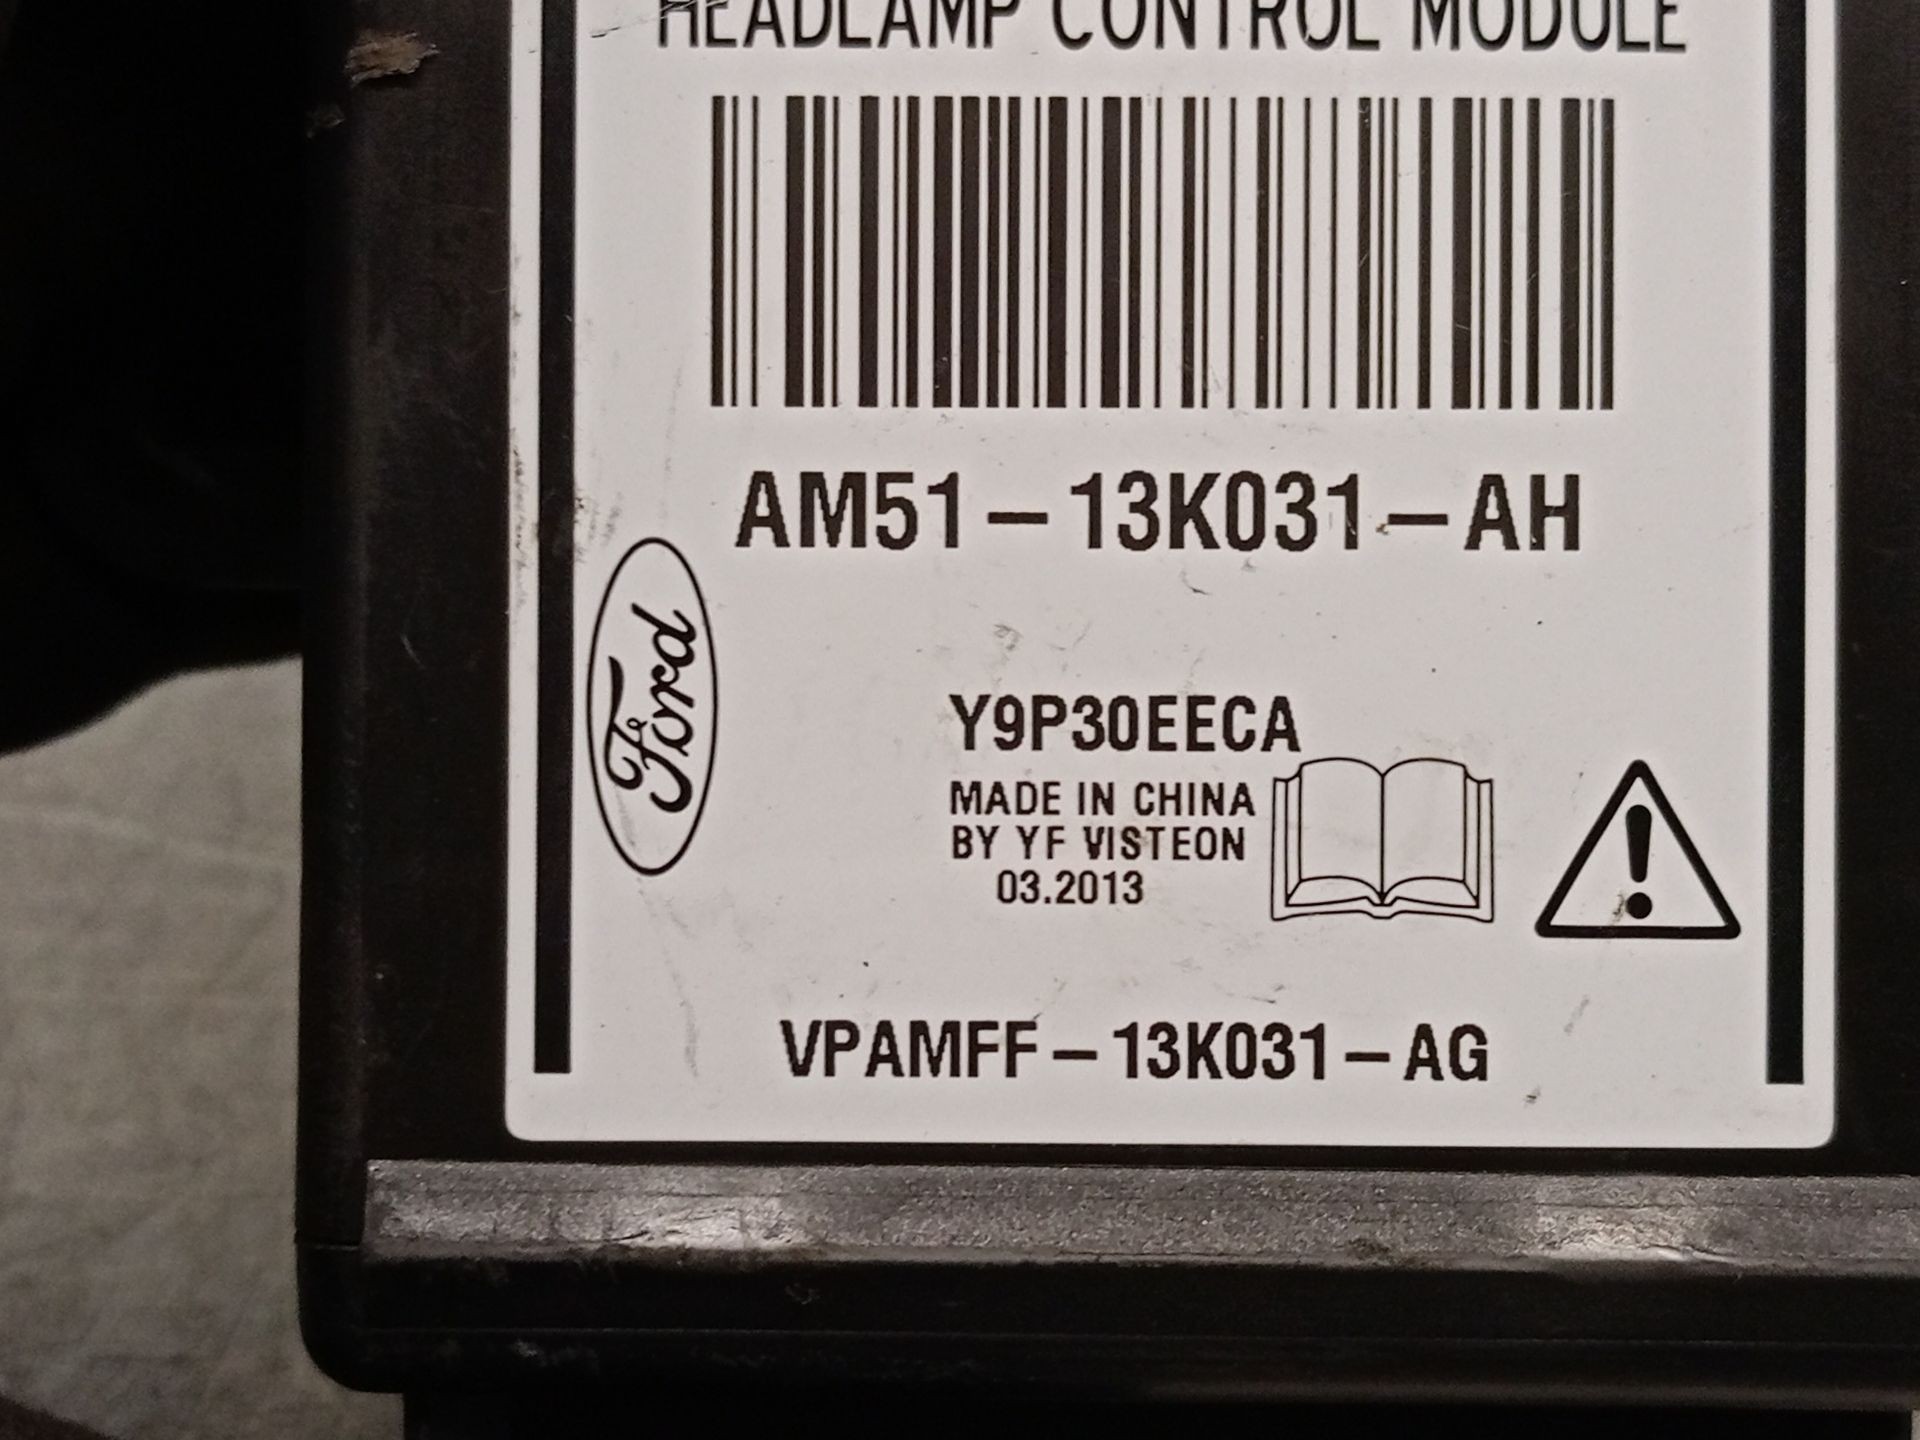 HEADLAMP CONTROL MODULE
AM51-13K031-AH
Ford
Y9P30EECA
MADE IN CHINA
BY YF VISTEON
03.2013
VPAMFF-13K031-AG